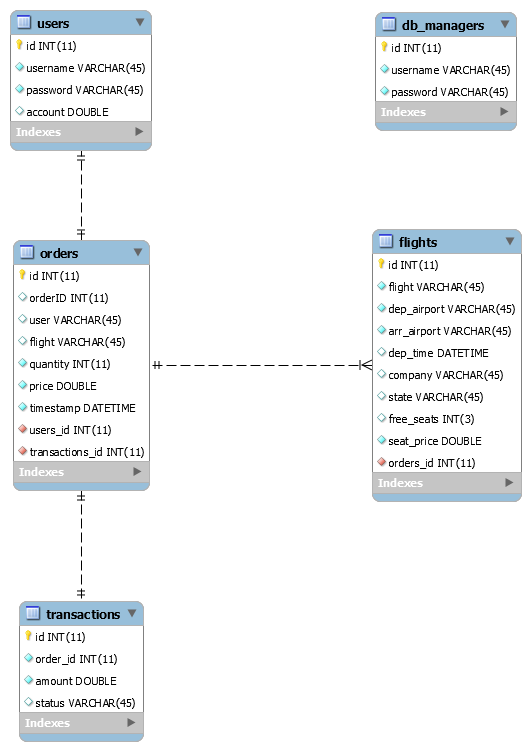 users
id INT(11)
username VARCHAR(45)
password VARCHAR(45)
account DOUBLE
Indexes
db_managers
id INT(11)
username VARCHAR(45)
password VARCHAR(45)
Indexes
orders
id INT(11)
orderID INT(11)
user VARCHAR(45)
flight VARCHAR(45)
quantity INT(11)
price DOUBLE
timestamp DATETIME
users_id INT(11)
transactions_id INT(11)
Indexes
flights
id INT(11)
flight VARCHAR(45)
dep_airport VARCHAR(45)
arr_airport VARCHAR(45)
dep_time DATETIME
company VARCHAR(45)
state VARCHAR(45)
free_seats INT(3)
seat_price DOUBLE
orders_id INT(11)
Indexes
transactions
id INT(11)
order_id INT(11)
amount DOUBLE
status VARCHAR(45)
Indexes